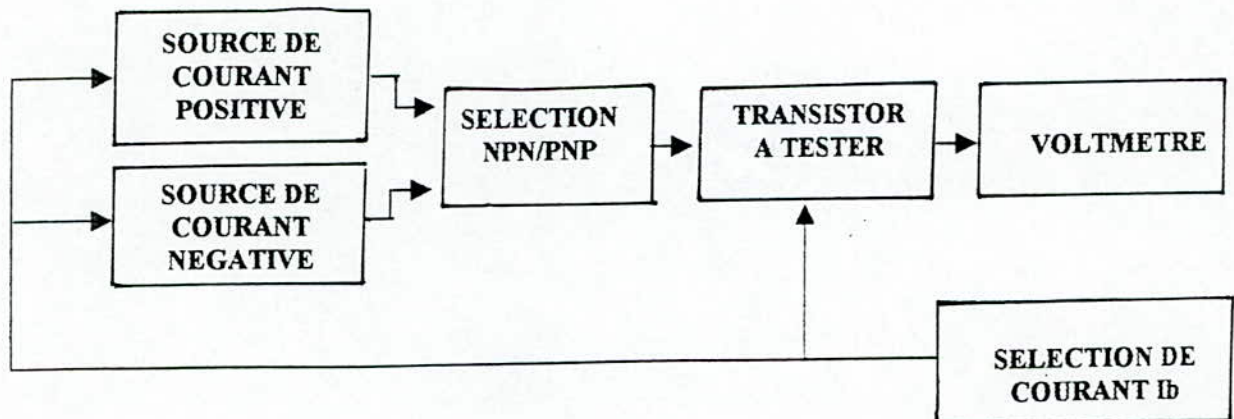 SOURCE DE
COURANT
POSITIVE
SOURCE DE
COURANT
NEGATIVE
SELECTION
NPN/PNP
TRANSISTOR
A TESTER
VOLTMETRE
SELECTION DE
COURANT Ib